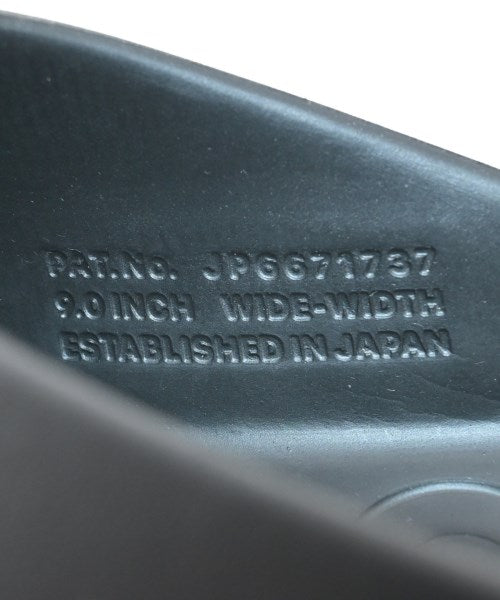 PAT.No. JP6671737
9.0 INCH WIDE-WIDTH
ESTABLISHED IN JAPAN